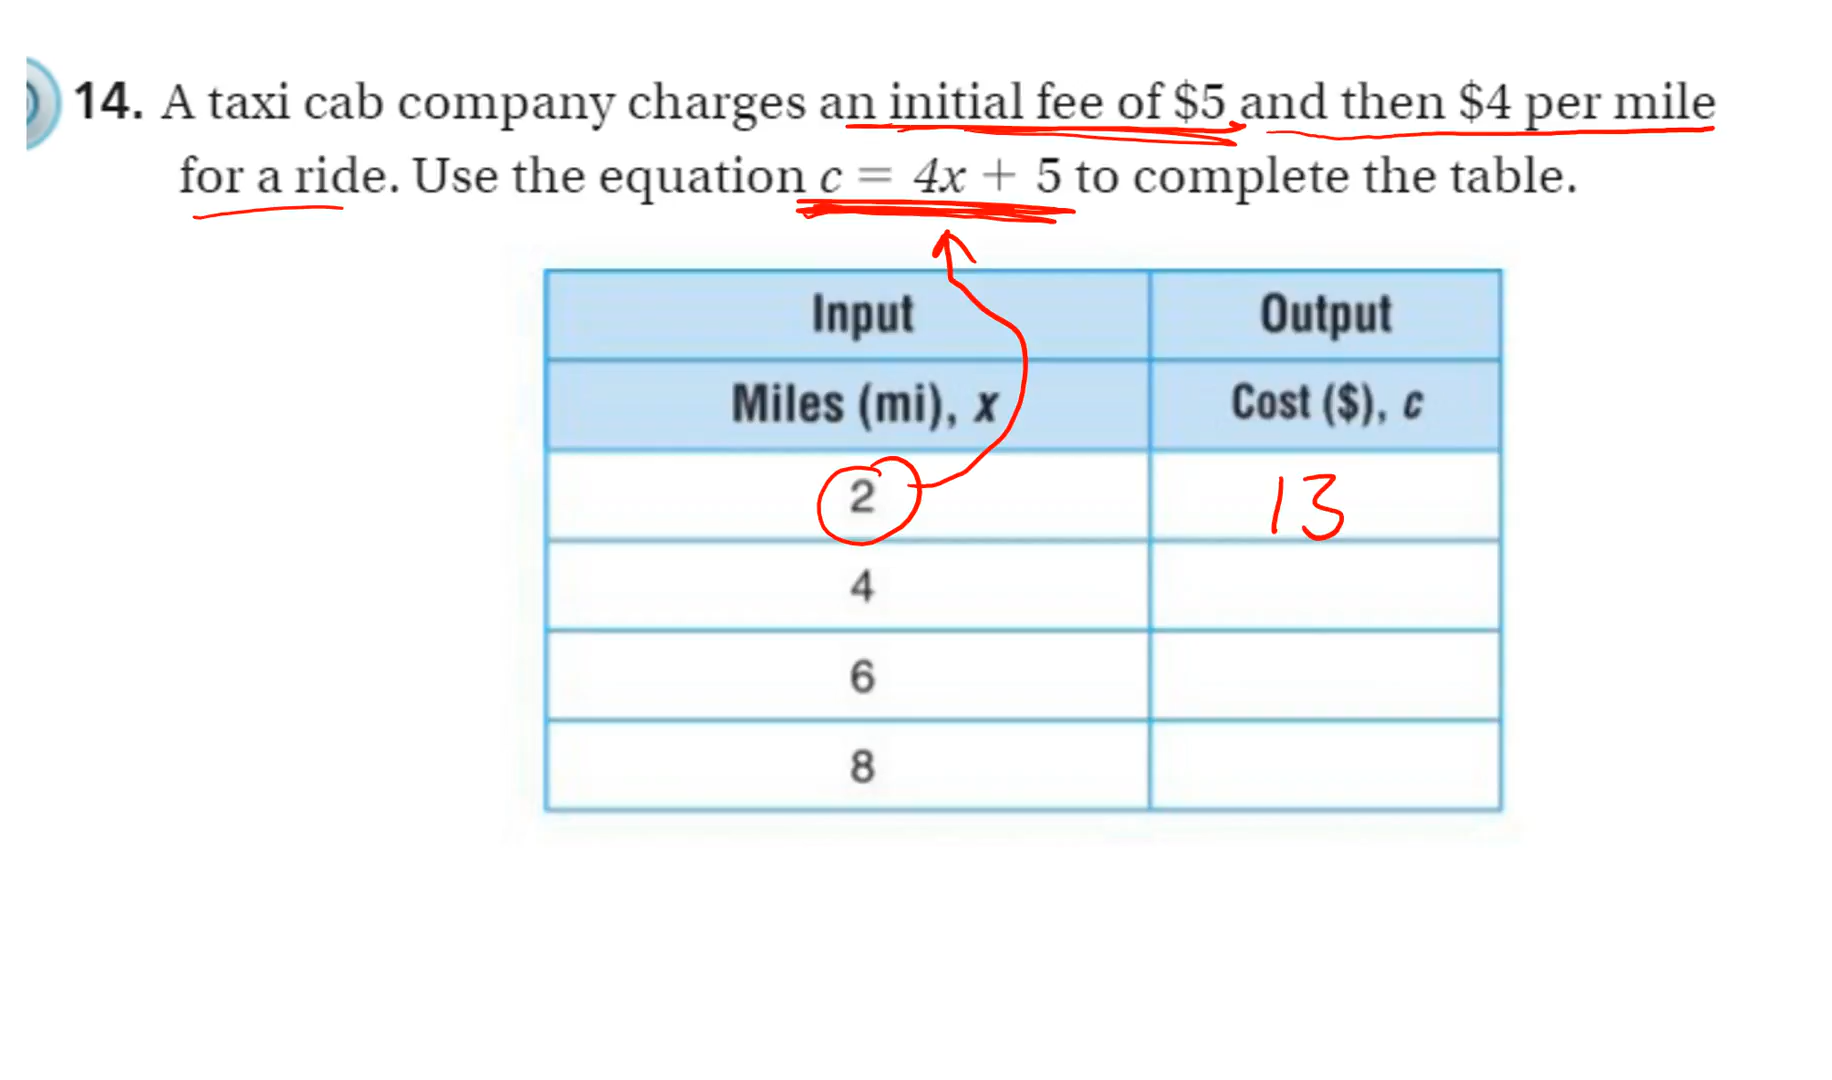 14. A taxi cab company charges an initial fee of $5 and then $4 per mile
for a ride. Use the equation c = 4x + 5 to complete the table.
Input Output
Miles (mi), x Cost ($), c
2 13
4
6
8